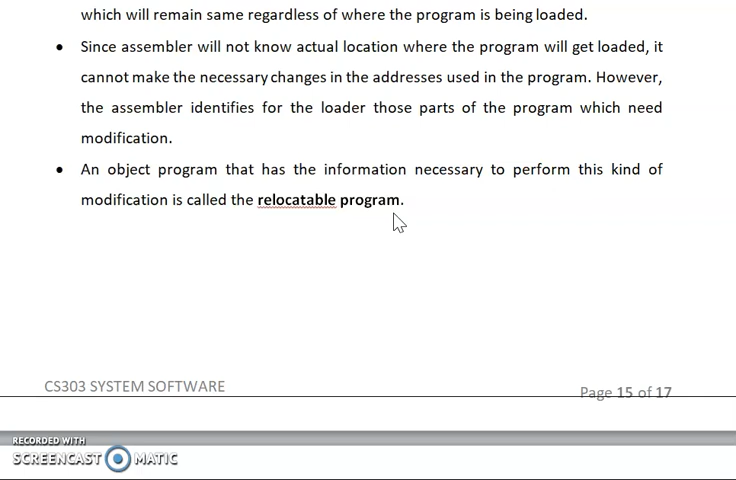 which will remain same regardless of where the program is being loaded.
• Since assembler will not know actual location where the program will get loaded, it
cannot make the necessary changes in the addresses used in the program. However,
the assembler identifies for the loader those parts of the program which need
modification.
• An object program that has the information necessary to perform this kind of
modification is called the relocatable program.
CS303 SYSTEM SOFTWARE
Page 15 of 17
RECORDED WITH
SCREENCAST MATIC